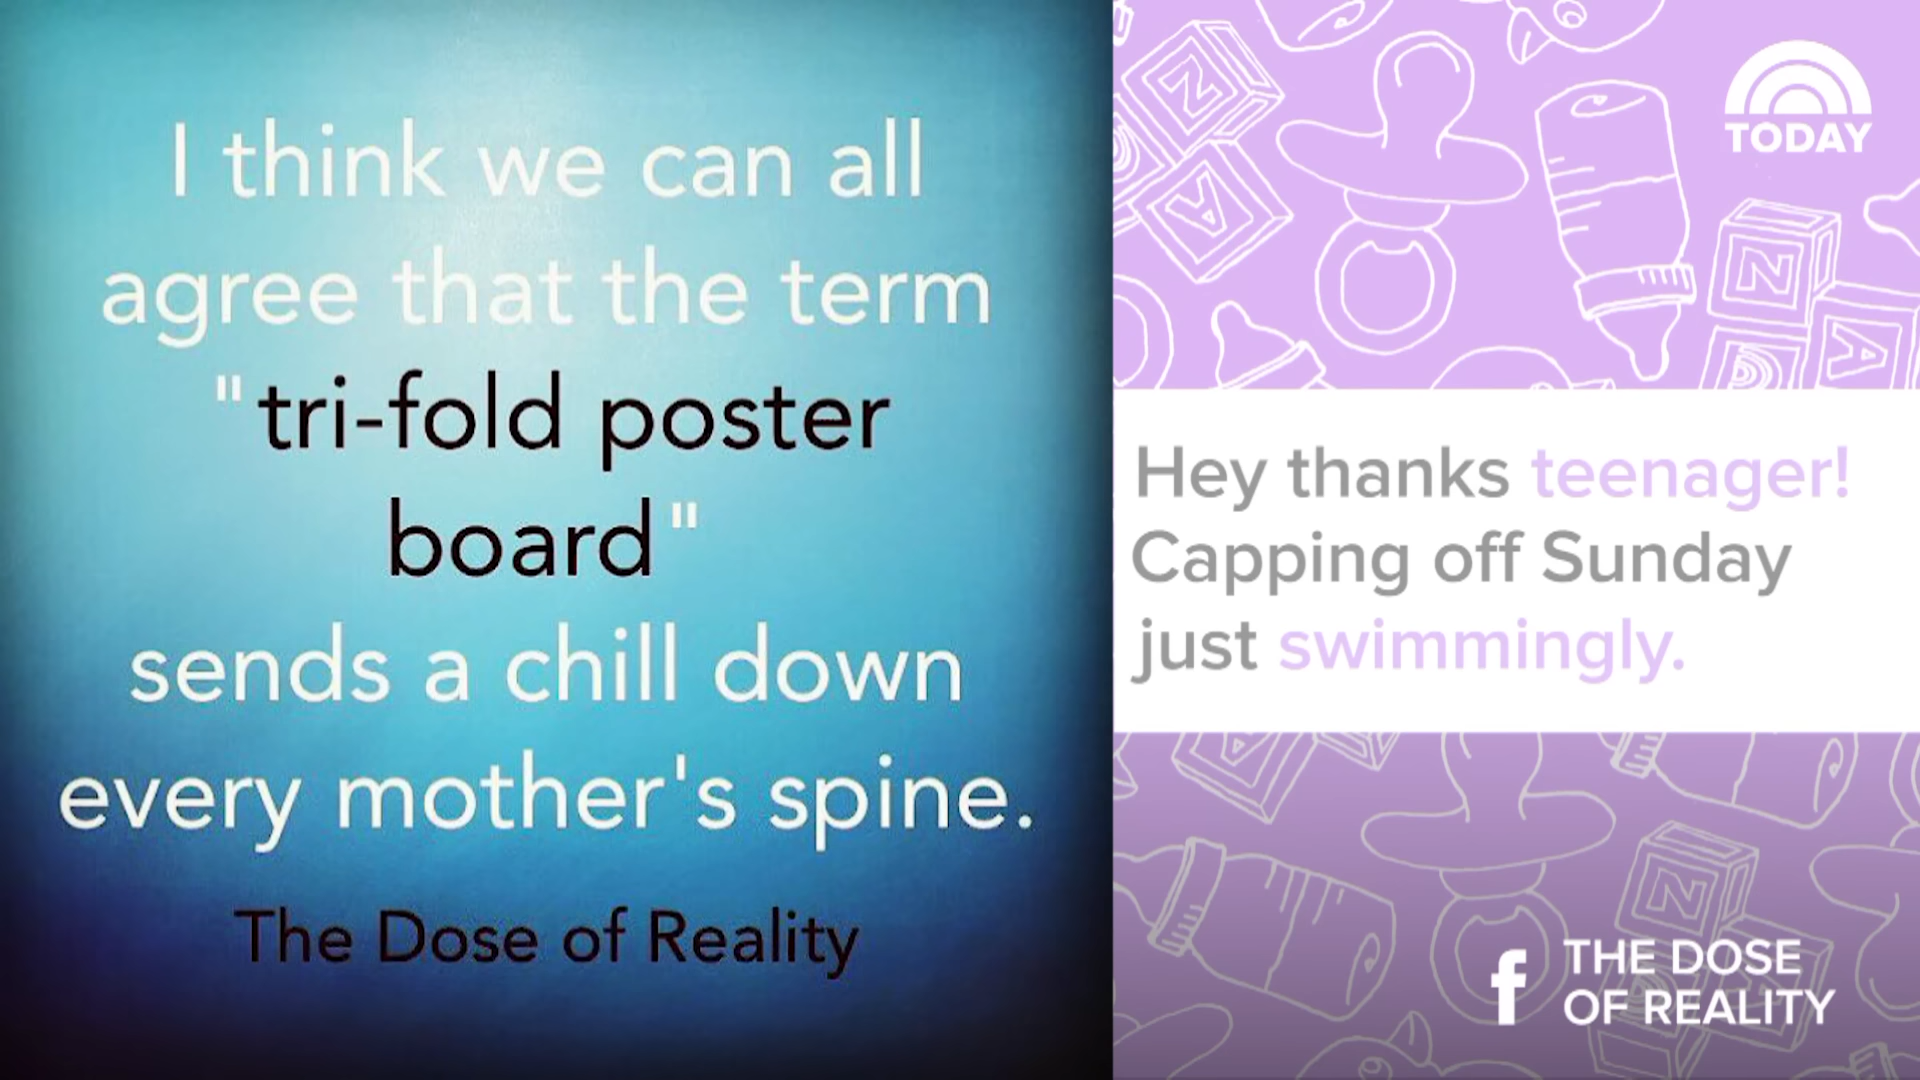 I think we can all
agree that the term
"tri-fold poster
board"
sends a chill down
every mother's spine.
The Dose of Reality
TODAY
Hey thanks teenager!
Capping off Sunday
just swimmingly.
f THE DOSE
OF REALITY